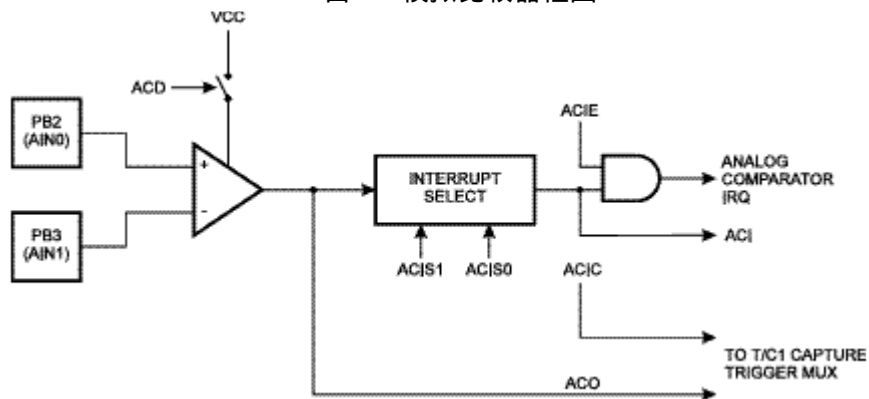 VCC
ACD
PB2
(AIN0)
+
ACIE
INTERRUPT
SELECT
ANALOG
COMPARATOR
IRQ
PB3
(AIN1)
-
ACI
ACIS1
ACIS0
ACIC
TO T/C1 CAPTURE
TRIGGER MUX
ACO